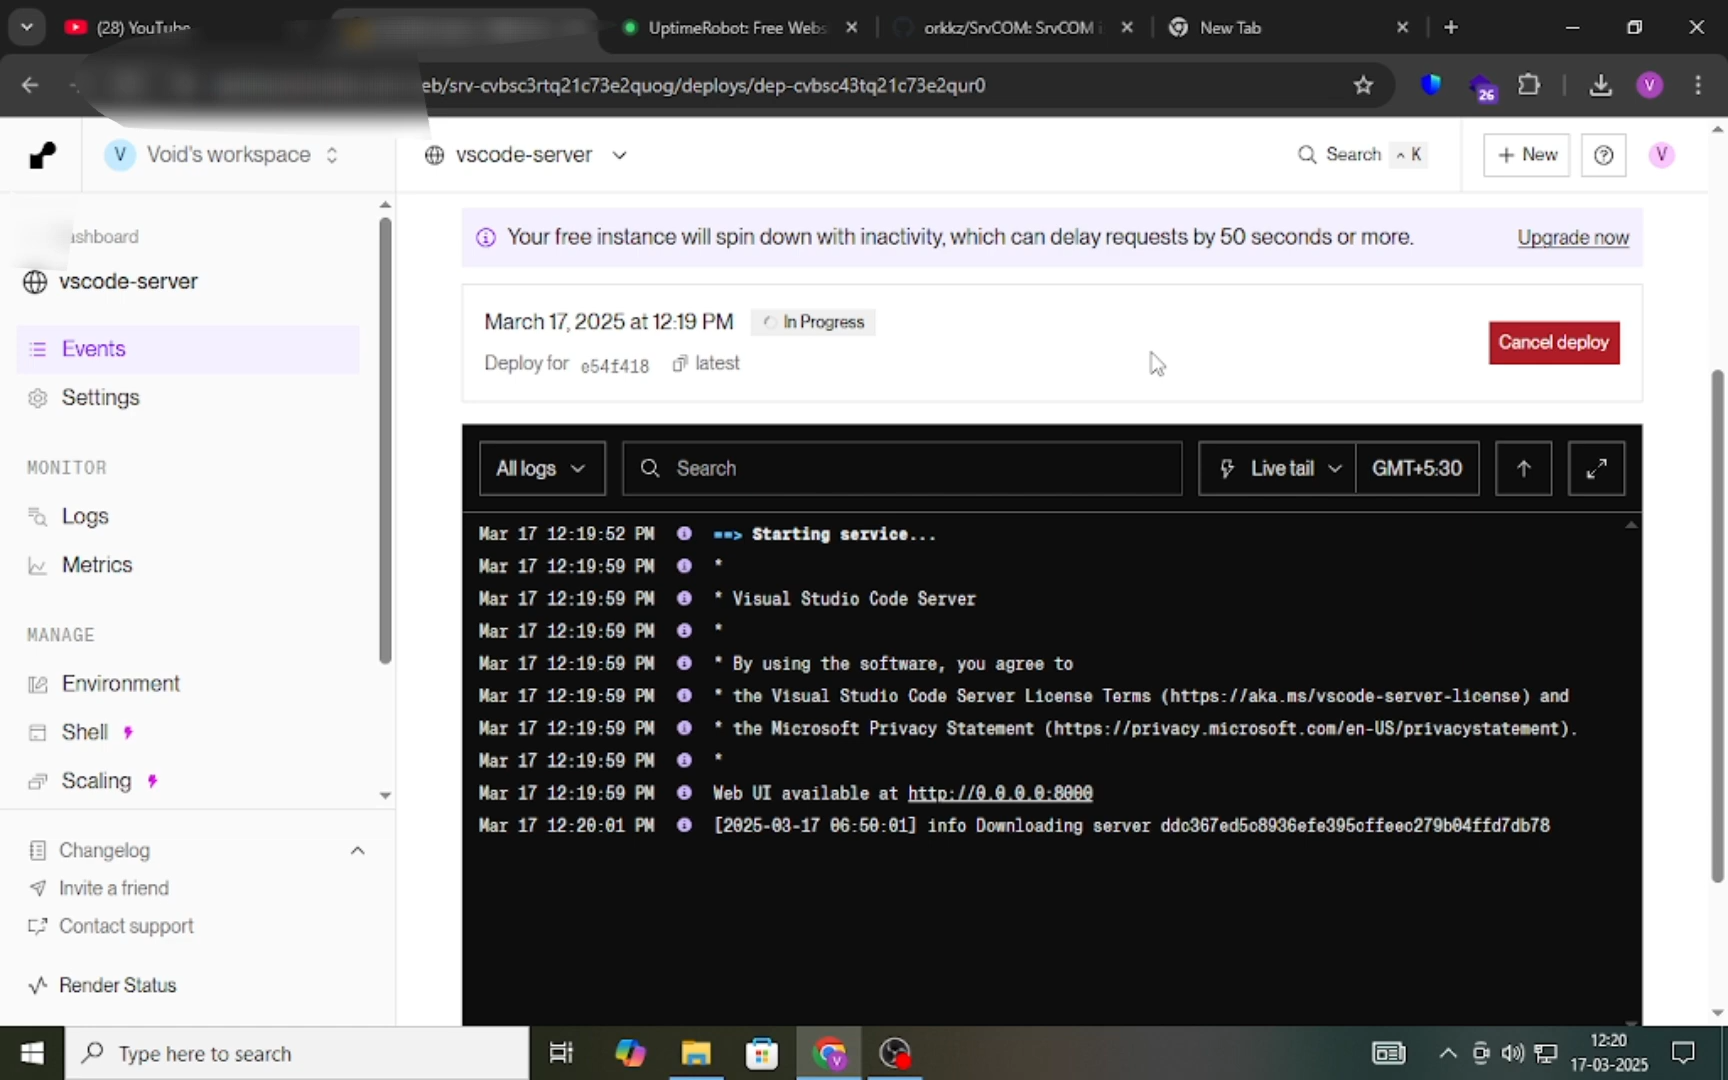 (28) YouTube
UptimeRobot: Free Webs
orkkz/SrvCOM: SrvCOM i
New Tab
eb/srv-cvbsc3rtq21c73e2quog/deploys/dep-cvbsc43tq21c73e2qur0
26
V
V
Void's workspace
vscode-server
Search
^ K
+ New
V
ashboard
vscode-server
Events
Settings
MONITOR
Logs
Metrics
MANAGE
Environment
Shell
Scaling
Changelog
Invite a friend
Contact support
Render Status
Your free instance will spin down with inactivity, which can delay requests by 50 seconds or more.
Upgrade now
March 17, 2025 at 12:19 PM
In Progress
Deploy for e54f418
latest
Cancel deploy
All logs
Search
Live tail
GMT+5:30
Mar 17 12:19:52 PM ==> Starting service...
Mar 17 12:19:59 PM *
Mar 17 12:19:59 PM * Visual Studio Code Server
Mar 17 12:19:59 PM *
Mar 17 12:19:59 PM * By using the software, you agree to
Mar 17 12:19:59 PM * the Visual Studio Code Server License Terms (https://aka.ms/vscode-server-license) and
Mar 17 12:19:59 PM * the Microsoft Privacy Statement (https://privacy.microsoft.com/en-US/privacystatement).
Mar 17 12:19:59 PM *
Mar 17 12:19:59 PM Web UI available at http://0.0.0.0:8000
Mar 17 12:20:01 PM [2025-03-17 06:50:01] info Downloading server ddc367ed5c8936efe395cffeec279b04ffd7db78
Type here to search
12:20
17-03-2025